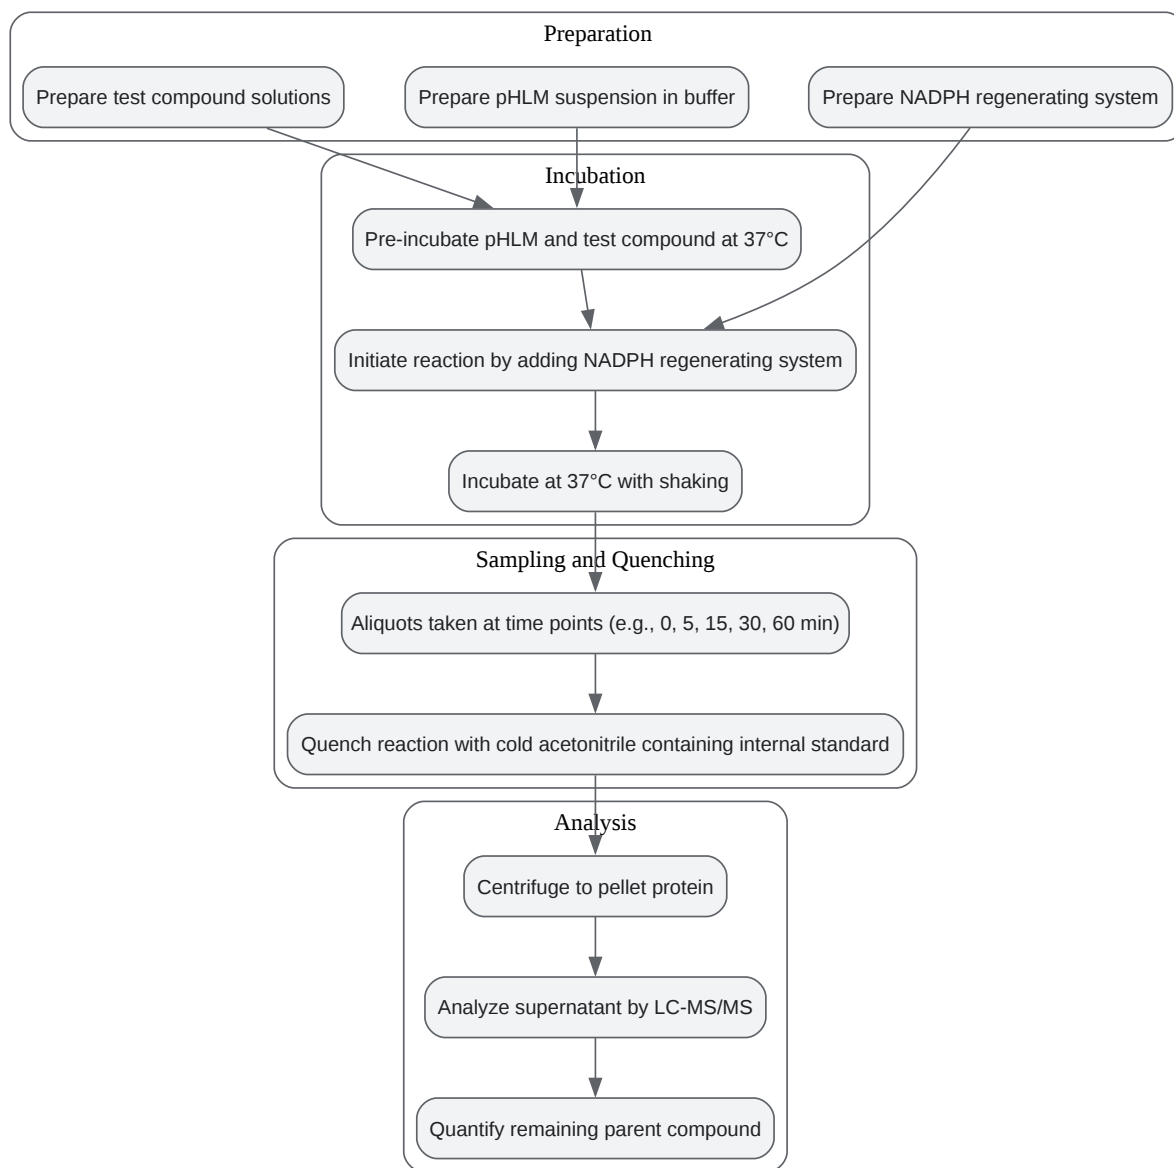 Preparation
Prepare test compound solutions
Prepare pHLM suspension in buffer
Prepare NADPH regenerating system
Incubation
Pre-incubate pHLM and test compound at 37°C
Initiate reaction by adding NADPH regenerating system
Incubate at 37°C with shaking
Sampling and Quenching
Aliquots taken at time points (e.g., 0, 5, 15, 30, 60 min)
Quench reaction with cold acetonitrile containing internal standard
Analysis
Centrifuge to pellet protein
Analyze supernatant by LC-MS/MS
Quantify remaining parent compound